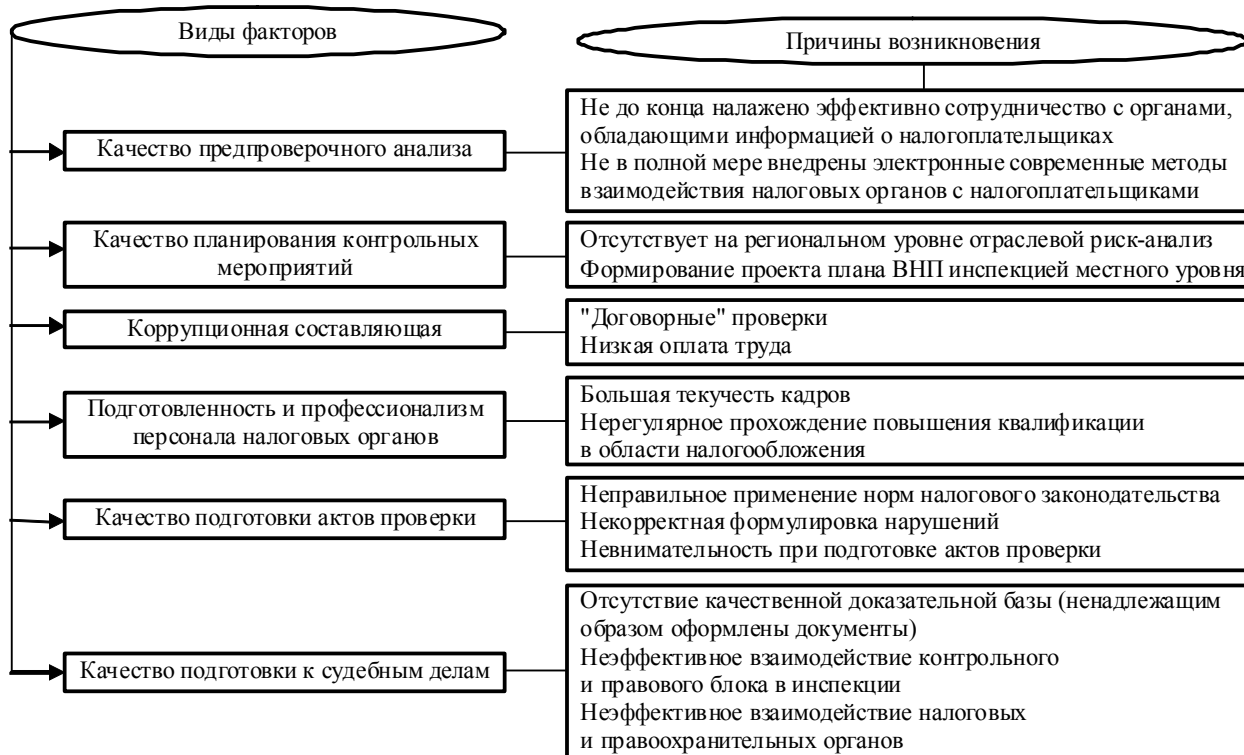 Виды факторов
Причины возникновения
Качество предпроверочного анализа
Не до конца налажено эффективно сотрудничество с органами,
обладающими информацией о налогоплательщиках
Не в полной мере внедрены электронные современные методы
взаимодействия налоговых органов с налогоплательщиками
Качество планирования контрольных
мероприятий
Отсутствует на региональном уровне отраслевой риск-анализ
Формирование проекта плана ВНП инспекцией местного уровня
Коррупционная составляющая
"Договорные" проверки
Низкая оплата труда
Подготовленность и профессионализм
персонала налоговых органов
Большая текучесть кадров
Нерегулярное прохождение повышения квалификации
в области налогообложения
Качество подготовки актов проверки
Неправильное применение норм налогового законодательства
Некорректная формулировка нарушений
Невнимательность при подготовке актов проверки
Качество подготовки к судебным делам
Отсутствие качественной доказательной базы (ненадлежащим
образом оформлены документы)
Неэффективное взаимодействие контрольного
и правового блока в инспекции
Неэффективное взаимодействие налоговых
и правоохранительных органов